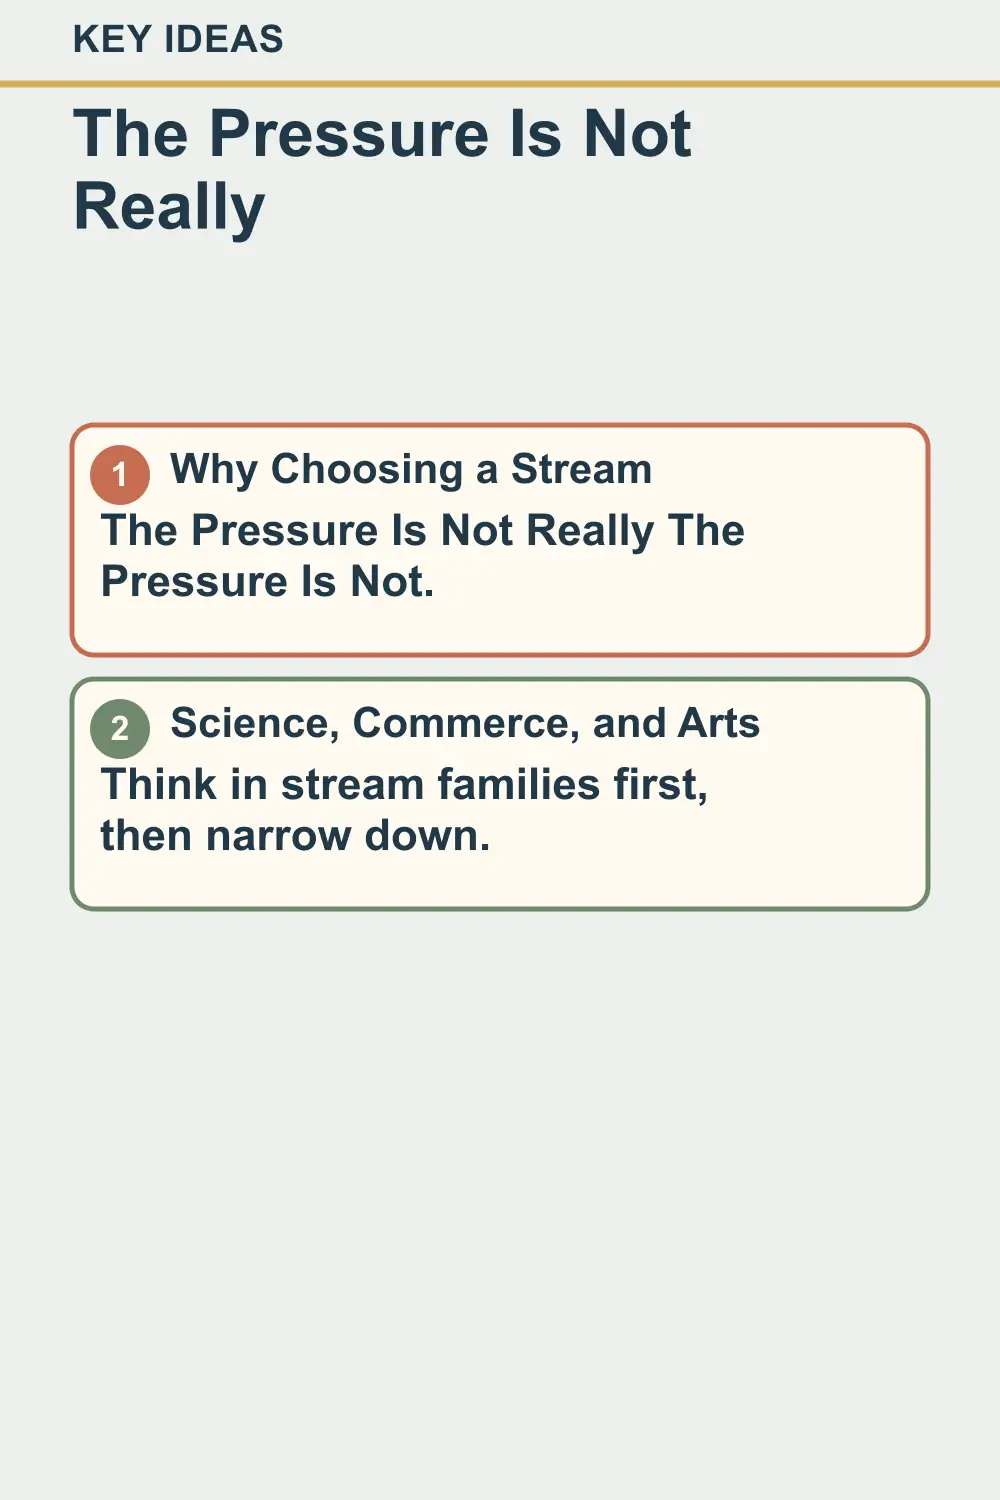 KEY IDEAS
The Pressure Is Not
Really
1 Why Choosing a Stream
The Pressure Is Not Really The
Pressure Is Not.
2 Science, Commerce, and Arts
Think in stream families first,
then narrow down.